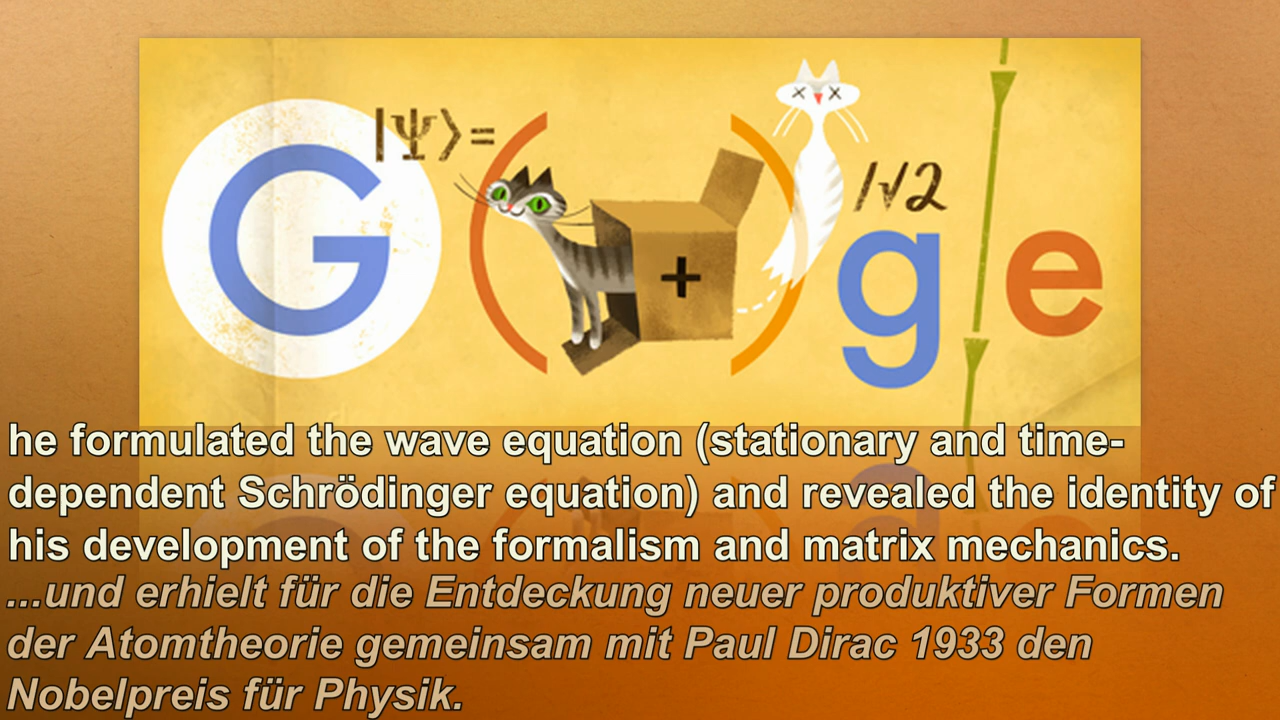 G |Ψ⟩= ( + ) /√2 g e
he formulated the wave equation (stationary and time-
dependent Schrödinger equation) and revealed the identity of
his development of the formalism and matrix mechanics.
...und erhielt für die Entdeckung neuer produktiver Formen
der Atomtheorie gemeinsam mit Paul Dirac 1933 den
Nobelpreis für Physik.